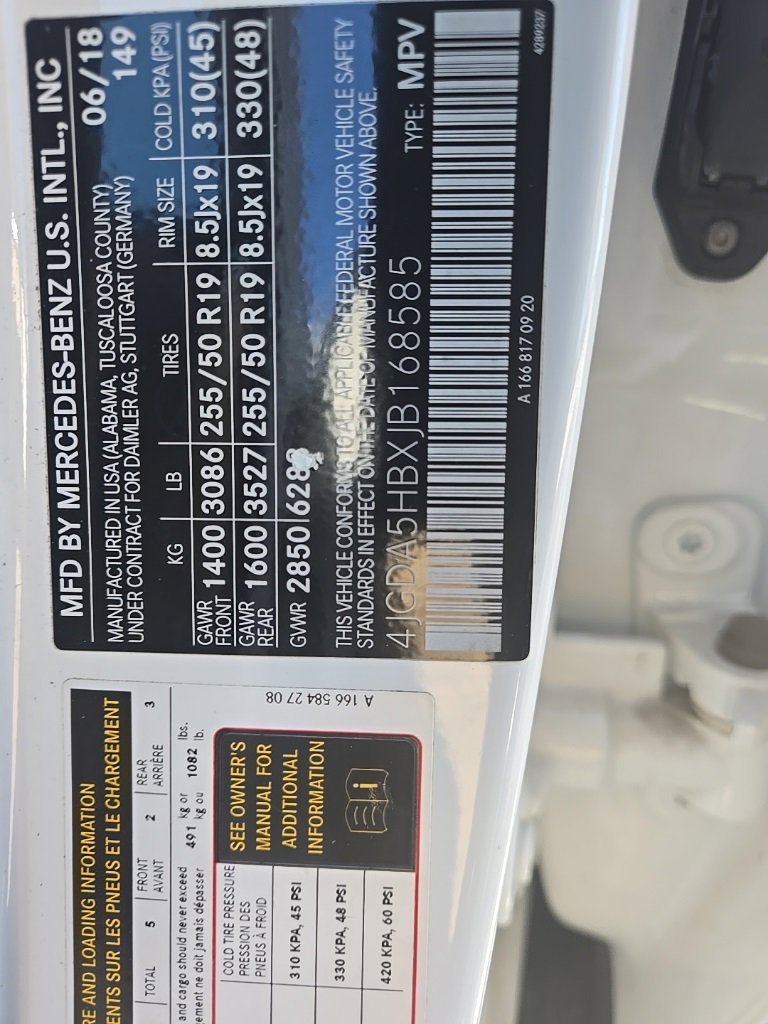 MFD BY MERCEDES-BENZ U.S. INTL., INC
MANUFACTURED IN USA (ALABAMA, TUSCALOOSA COUNTY) 06/18
UNDER CONTRACT FOR DAIMLER AG, STUTTGART (GERMANY) 149
KG LB TIRES RIM SIZE COLD KPA (PSI)
GAWR
FRONT 1400 3086 255/50 R19 8.5Jx19 310(45)
GAWR
REAR 1600 3527 255/50 R19 8.5Jx19 330(48)
GVWR 2850 628
THIS VEHICLE CONFORMS TO ALL APPLICABLE FEDERAL MOTOR VEHICLE SAFETY
STANDARDS IN EFFECT ON THE DATE OF MANUFACTURE SHOWN ABOVE.
4JGDA5HBXJB168585 TYPE: MPV
A 166 817 09 20
4289237
RE AND LOADING INFORMATION
ENTS SUR LES PNEUS ET LE CHARGEMENT
TOTAL 5 FRONT 2 REAR 3
AVANT ARRIÈRE
and cargo should never exceed 491 kg or 1082 lbs.
ement ne doit jamais dépasser kg ou lb.
COLD TIRE PRESSURE
PRESSION DES
PNEUS À FROID
310 KPA, 45 PSI
330 KPA, 48 PSI
420 KPA, 60 PSI
SEE OWNER'S
MANUAL FOR
ADDITIONAL
INFORMATION
i
A 166 584 27 08